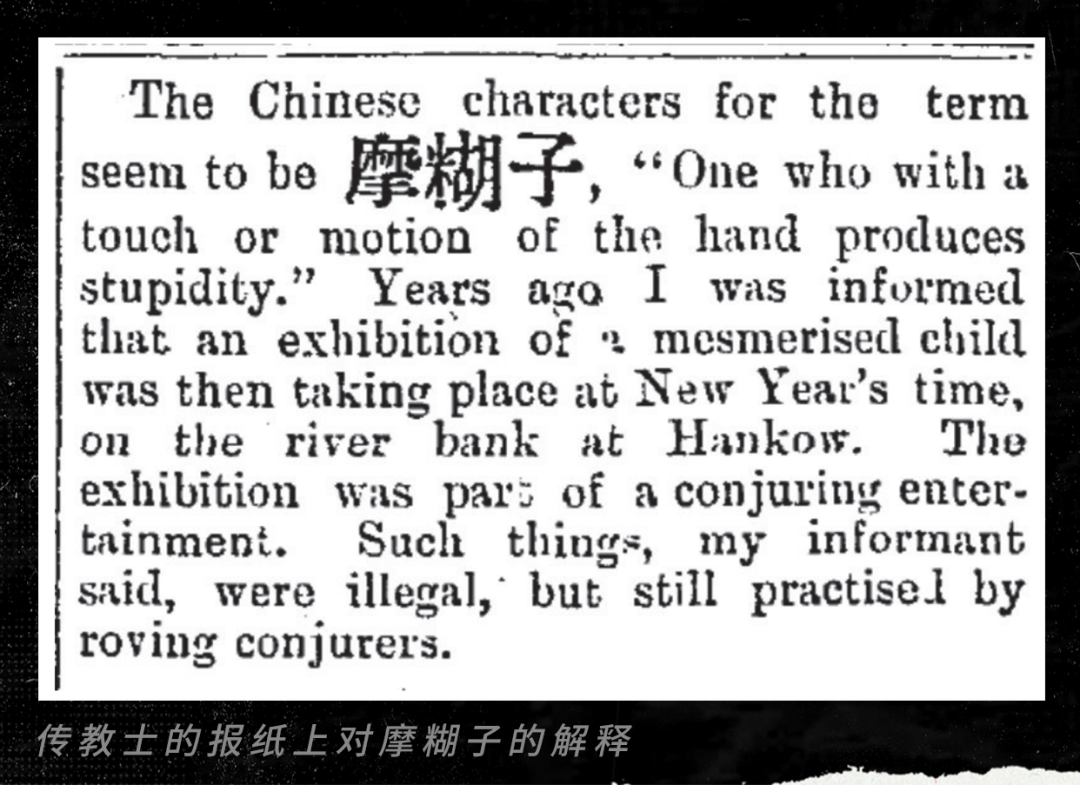 The Chinese characters for the term
seem to be 摩糊子, “One who with a
touch or motion of the hand produces
stupidity.” Years ago I was informed
that an exhibition of a mesmerised child
was then taking place at New Year's time,
on the river bank at Hankow. The
exhibition was part of a conjuring enter-
tainment. Such things, my informant
said, were illegal, but still practised by
roving conjurers.
传教士的报纸上对摩糊子的解释